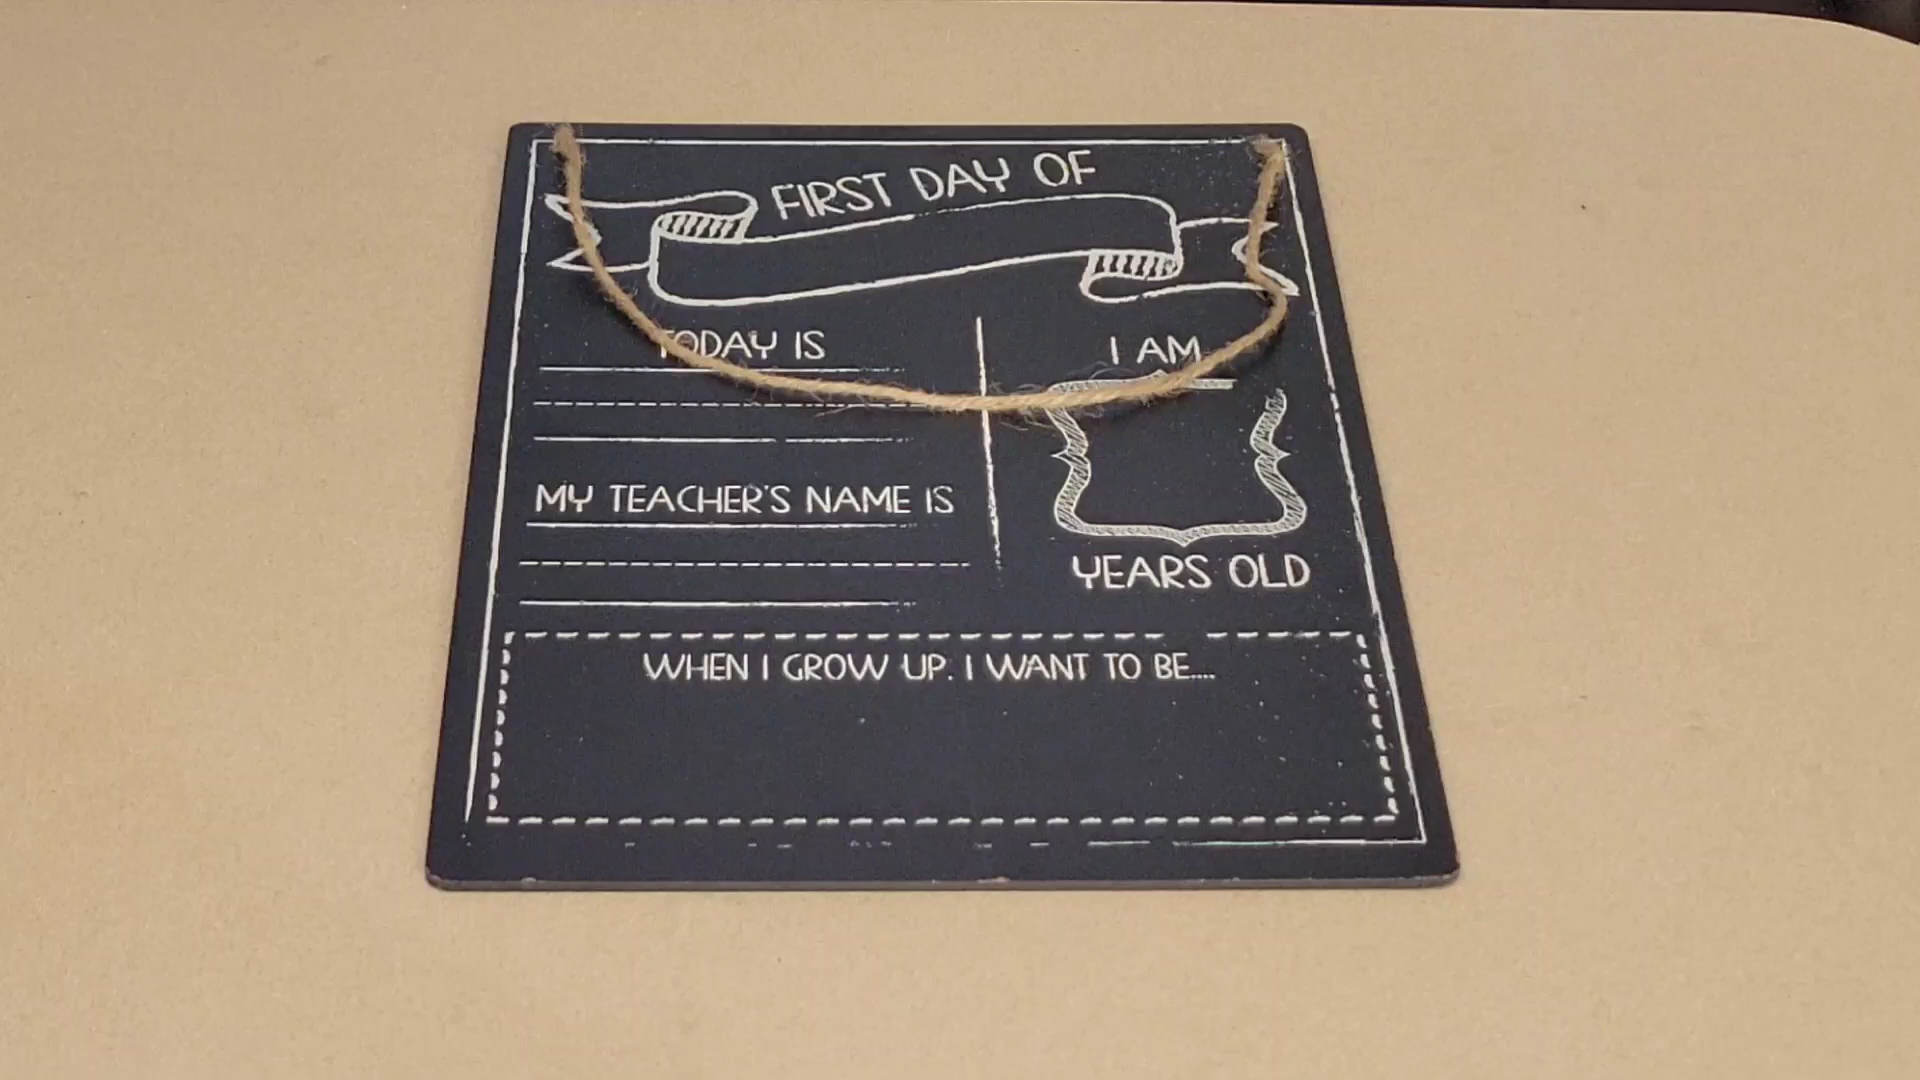 FIRST DAY OF
TODAY IS
I AM
MY TEACHER'S NAME IS
YEARS OLD
WHEN I GROW UP. I WANT TO BE....